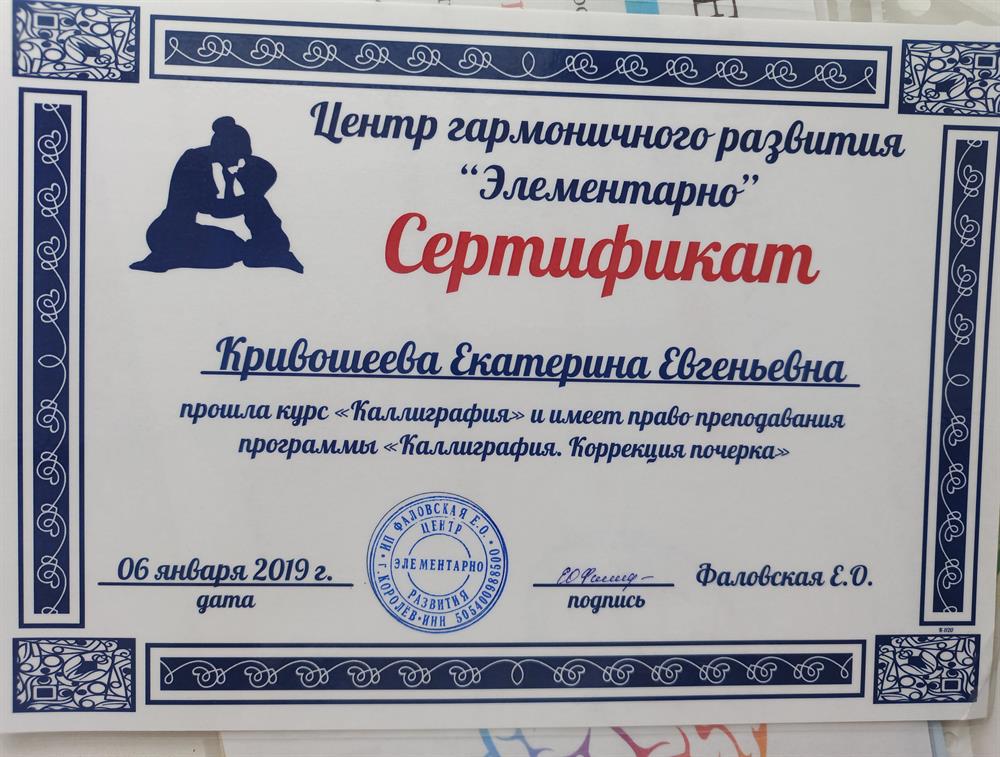 Центр гармоничного развития
“Элементарно”
Сертификат
Кривошеева Екатерина Евгеньевна
прошла курс «Каллиграфия» и имеет право преподавания
программы «Каллиграфия. Коррекция почерка»
06 января 2019 г.
дата
ИП ФАЛОВСКАЯ Е.О.
ЦЕНТР
ЭЛЕМЕНТАРНО
РАЗВИТИЯ
г. КОРОЛЁВ • ИНН 505400988500
подпись
Фаловская Е.О.